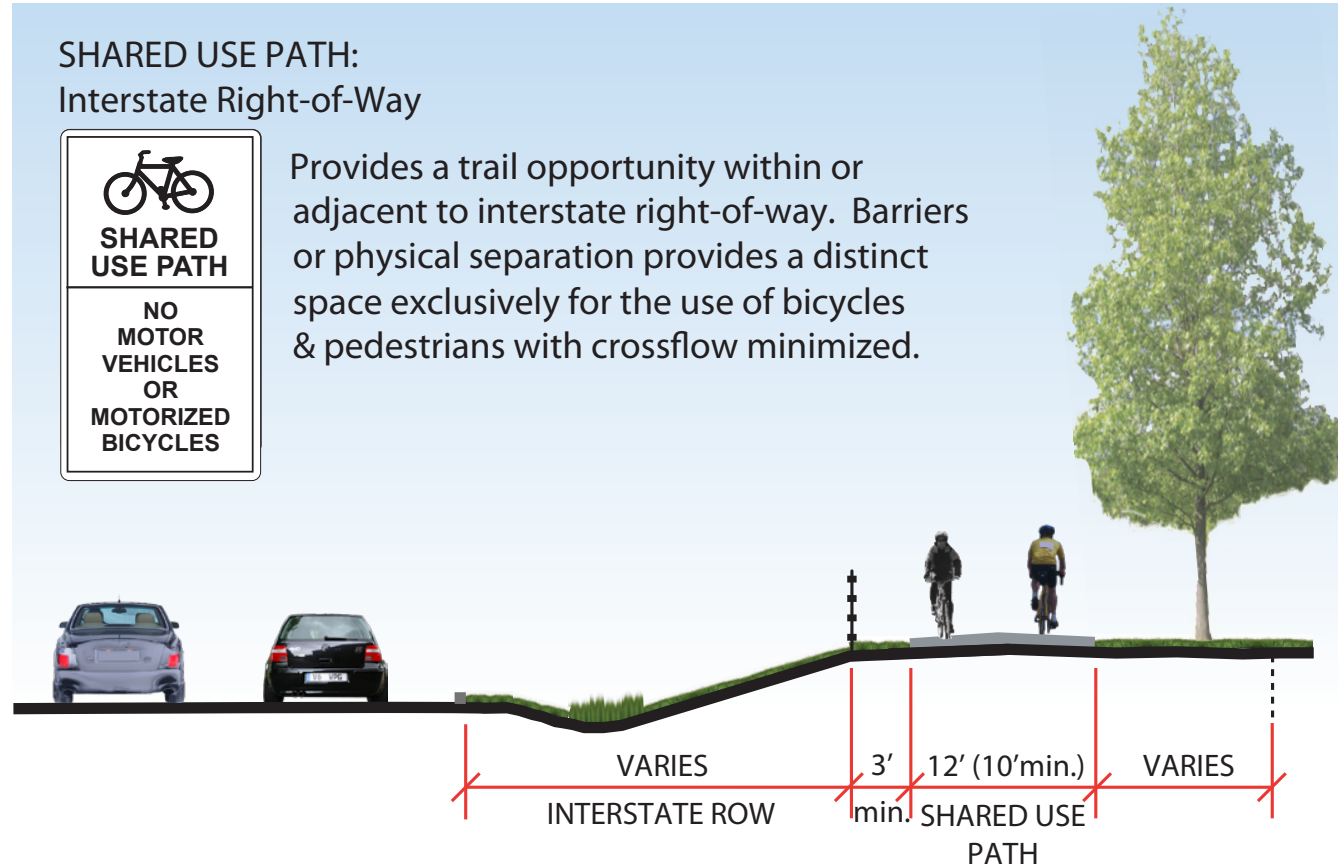 SHARED USE PATH:
Interstate Right-of-Way
SHARED
USE PATH
NO
MOTOR
VEHICLES
OR
MOTORIZED
BICYCLES
Provides a trail opportunity within or
adjacent to interstate right-of-way.  Barriers
or physical separation provides a distinct
space exclusively for the use of bicycles
& pedestrians with crossflow minimized.
VARIES
INTERSTATE ROW
3'
min.
12' (10'min.)
SHARED USE
PATH
VARIES